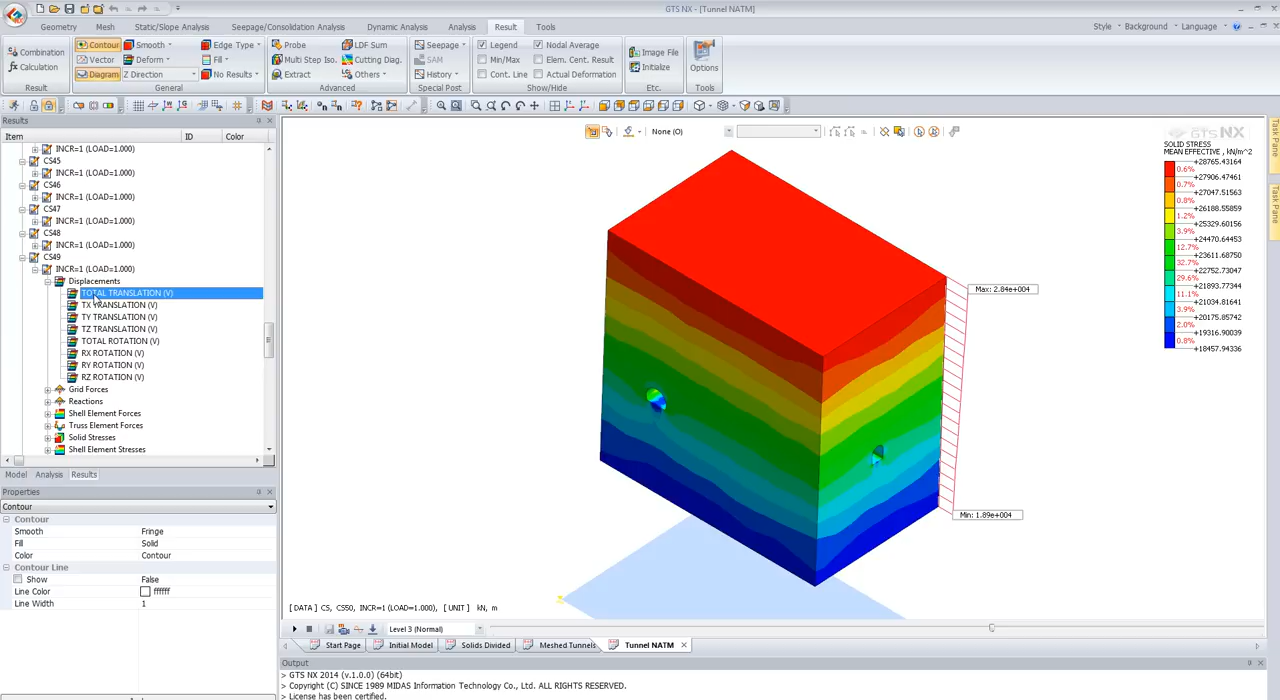 GTS NX - [Tunnel NATM]
Geometry Mesh Static/Slope Analysis Seepage/Consolidation Analysis Dynamic Analysis Analysis Result Tools
Style Background Language
Combination Contour Smooth Edge Type Probe LDF Sum Seepage Legend Nodal Average Image File
Calculation Vector Deform Fill Multi Step Iso. Cutting Diag. SAM Min/Max Elem. Cent. Result Initialize
Diagram Z Direction No Results Extract Others History Cont. Line Actual Deformation Options
Result General Advanced Special Post Show/Hide Etc. Tools
Results
Item ID Color
INCR=1 (LOAD=1.000)
CS45
INCR=1 (LOAD=1.000)
CS46
INCR=1 (LOAD=1.000)
CS47
INCR=1 (LOAD=1.000)
CS48
INCR=1 (LOAD=1.000)
CS49
INCR=1 (LOAD=1.000)
Displacements
TOTAL TRANSLATION (V)
TX TRANSLATION (V)
TY TRANSLATION (V)
TZ TRANSLATION (V)
TOTAL ROTATION (V)
RX ROTATION (V)
RY ROTATION (V)
RZ ROTATION (V)
Grid Forces
Reactions
Shell Element Forces
Truss Element Forces
Solid Stresses
Shell Element Stresses
Model Analysis Results
Properties
Contour
Contour
Smooth Fringe
Fill Solid
Color Contour
Contour Line
Show False
Line Color ffffff
Line Width 1
None (O)
GTS NX
SOLID STRESS
MEAN EFFECTIVE , kN/m^2
+28765.43164
0.6%
+27906.47461
0.7%
+27047.51563
0.8%
+26188.55859
1.2%
+25329.60156
3.9%
+24470.64453
12.7%
+23611.68750
32.7%
+22752.73047
29.6%
+21893.77344
11.1%
+21034.81641
3.9%
+20175.85742
2.0%
+19316.90039
0.8%
+18457.94336
Max: 2.84e+004
Min: 1.89e+004
[ DATA ] CS, CS50, INCR=1 (LOAD=1.000), [ UNIT ] kN, m
Level 3 (Normal)
Start Page Initial Model Solids Divided Meshed Tunnels Tunnel NATM
Output
> GTS NX 2014 (v.1.0.0) (64bit)
> Copyright (C) SINCE 1989 MIDAS Information Technology Co., Ltd. ALL RIGHTS RESERVED.
> License has been certified.
Task Pane
Task Pane